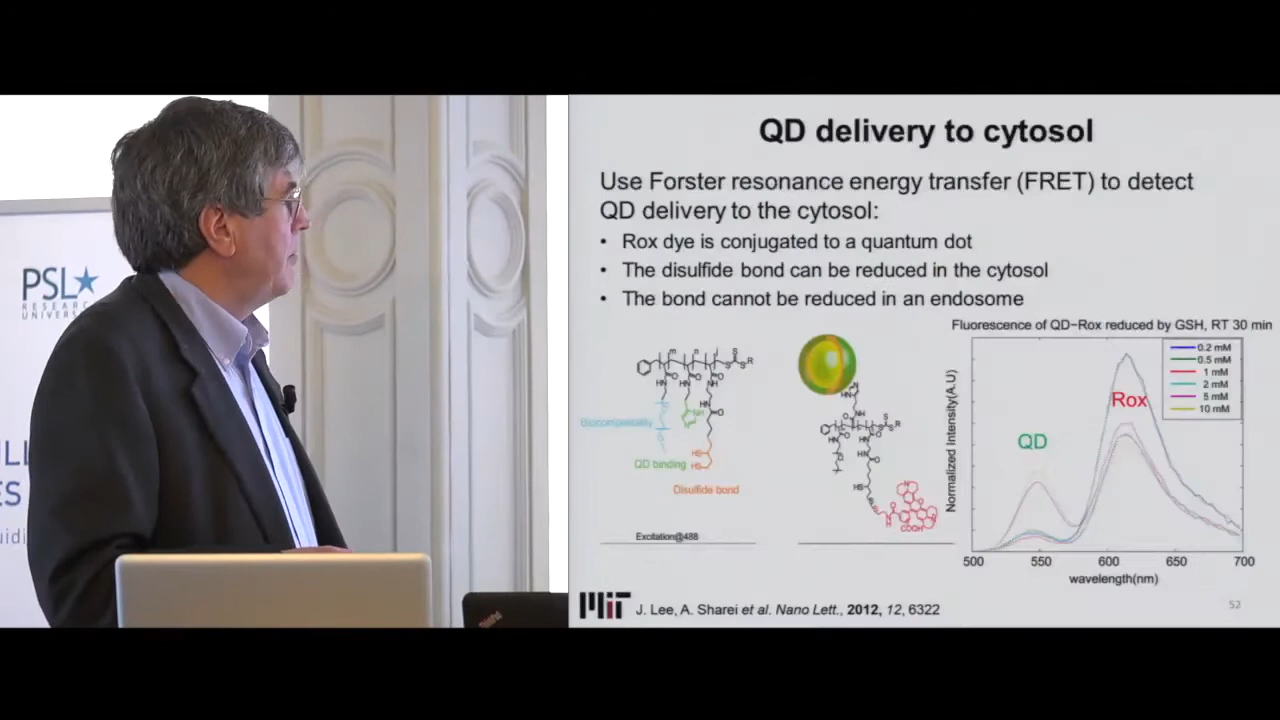 PSL★
RESEARCH
UNIVERSITY
QD delivery to cytosol
Use Forster resonance energy transfer (FRET) to detect
QD delivery to the cytosol:
• Rox dye is conjugated to a quantum dot
• The disulfide bond can be reduced in the cytosol
• The bond cannot be reduced in an endosome
Fluorescence of QD-Rox reduced by GSH, RT 30 min
0.2 mM
0.5 mM
1 mM
2 mM
5 mM
10 mM
Rox
QD
Biocompatibility
QD binding
Disulfide bond
COOH
Excitation@488
Normalized Intensity(A.U)
500 550 600 650 700
wavelength(nm)
MIT
J. Lee, A. Sharei et al. Nano Lett., 2012, 12, 6322
52